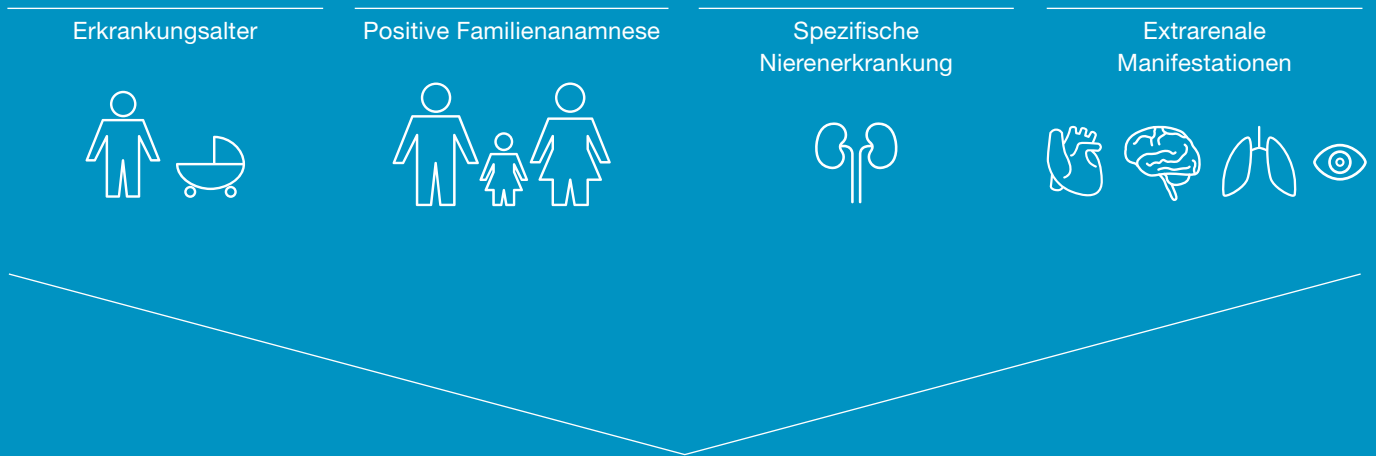 Erkrankungsalter
Positive Familienanamnese
Spezifische
Nierenerkrankung
Extrarenale
Manifestationen